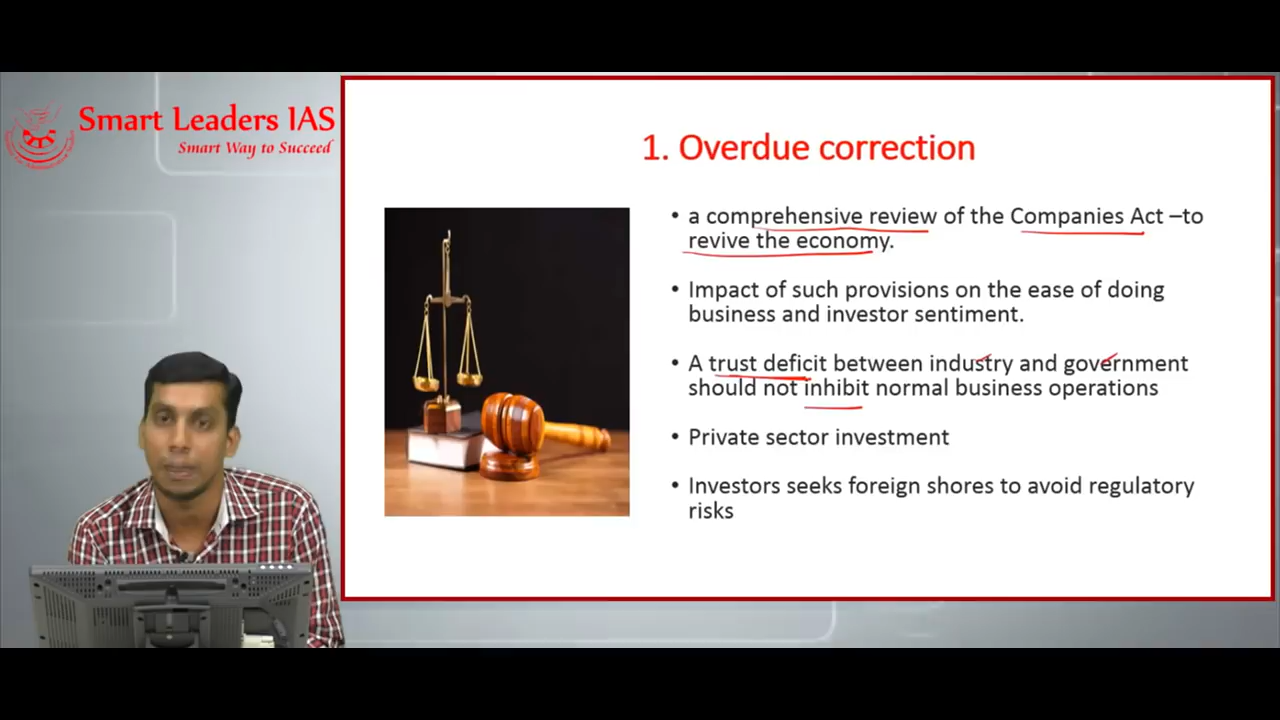 Smart Leaders IAS
Smart Way to Succeed
1. Overdue correction
• a comprehensive review of the Companies Act –to
revive the economy.
• Impact of such provisions on the ease of doing
business and investor sentiment.
• A trust deficit between industry and government
should not inhibit normal business operations
• Private sector investment
• Investors seeks foreign shores to avoid regulatory
risks